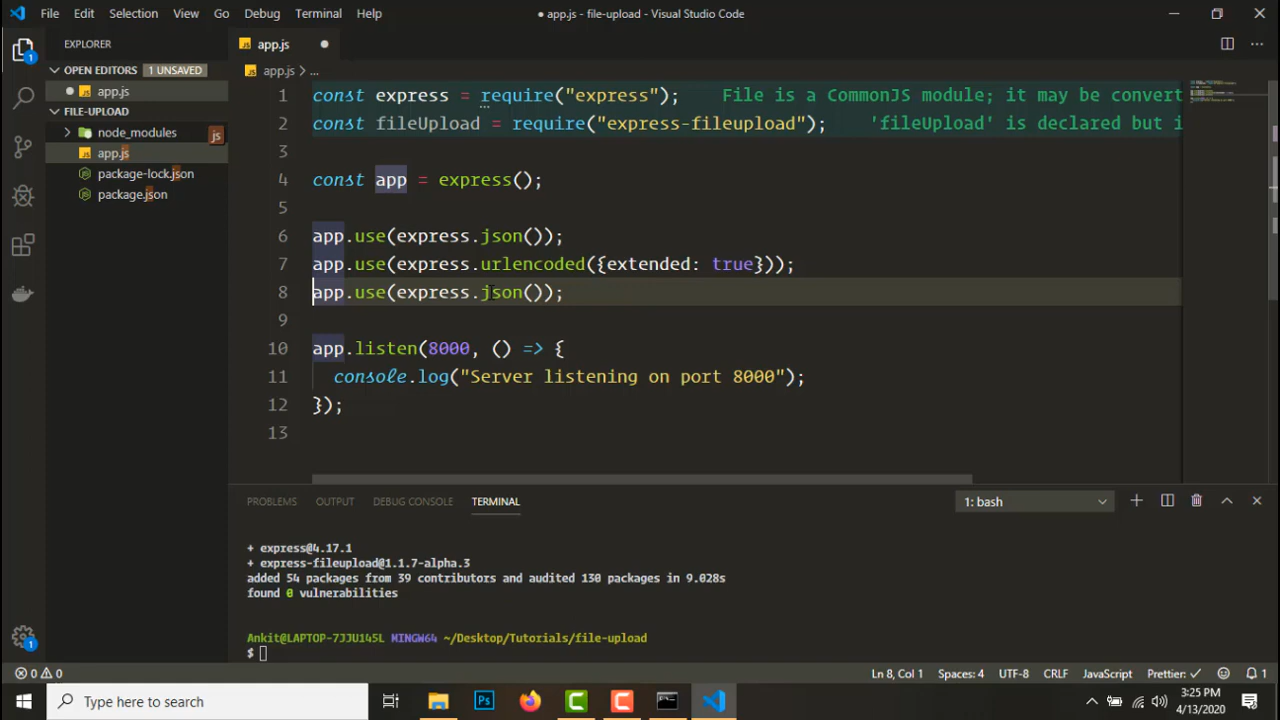 File Edit Selection View Go Debug Terminal Help ● app.js - file-upload - Visual Studio Code
EXPLORER
app.js
OPEN EDITORS 1 UNSAVED
app.js > ...
app.js
FILE-UPLOAD
node_modules
js
app.js
package-lock.json
package.json
1 const express = require("express"); File is a CommonJS module; it may be convert
2 const fileUpload = require("express-fileupload"); 'fileUpload' is declared but i
3
4 const app = express();
5
6 app.use(express.json());
7 app.use(express.urlencoded({extended: true}));
8 app.use(express.json());
9
10 app.listen(8000, () => {
11 console.log("Server listening on port 8000");
12 });
13
PROBLEMS OUTPUT DEBUG CONSOLE TERMINAL 1: bash
+ express@4.17.1
+ express-fileupload@1.1.7-alpha.3
added 54 packages from 39 contributors and audited 130 packages in 9.028s
found 0 vulnerabilities
Ankit@LAPTOP-7JJU145L MINGW64 ~/Desktop/Tutorials/file-upload
$
0 0 Ln 8, Col 1 Spaces: 4 UTF-8 CRLF JavaScript Prettier: ✓ 1
Type here to search
3:25 PM
4/13/2020